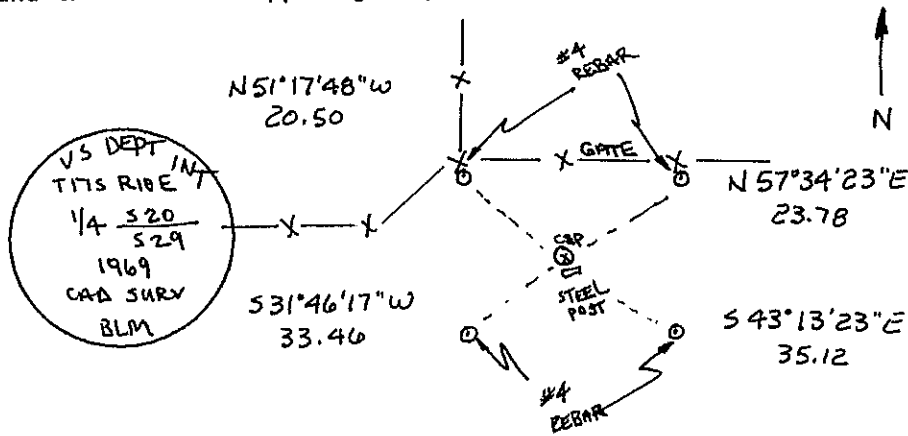 #4
REBAR
N51°17'48"W
20.50
N
US DEPT INT
T17S R18E
1/4 S20
S29
1969
CAD SURV
BLM
GATE
N57°34'23"E
23.78
CAP
STEEL
POST
S31°46'17"W
33.46
S43°13'23"E
35.12
#4
REBAR